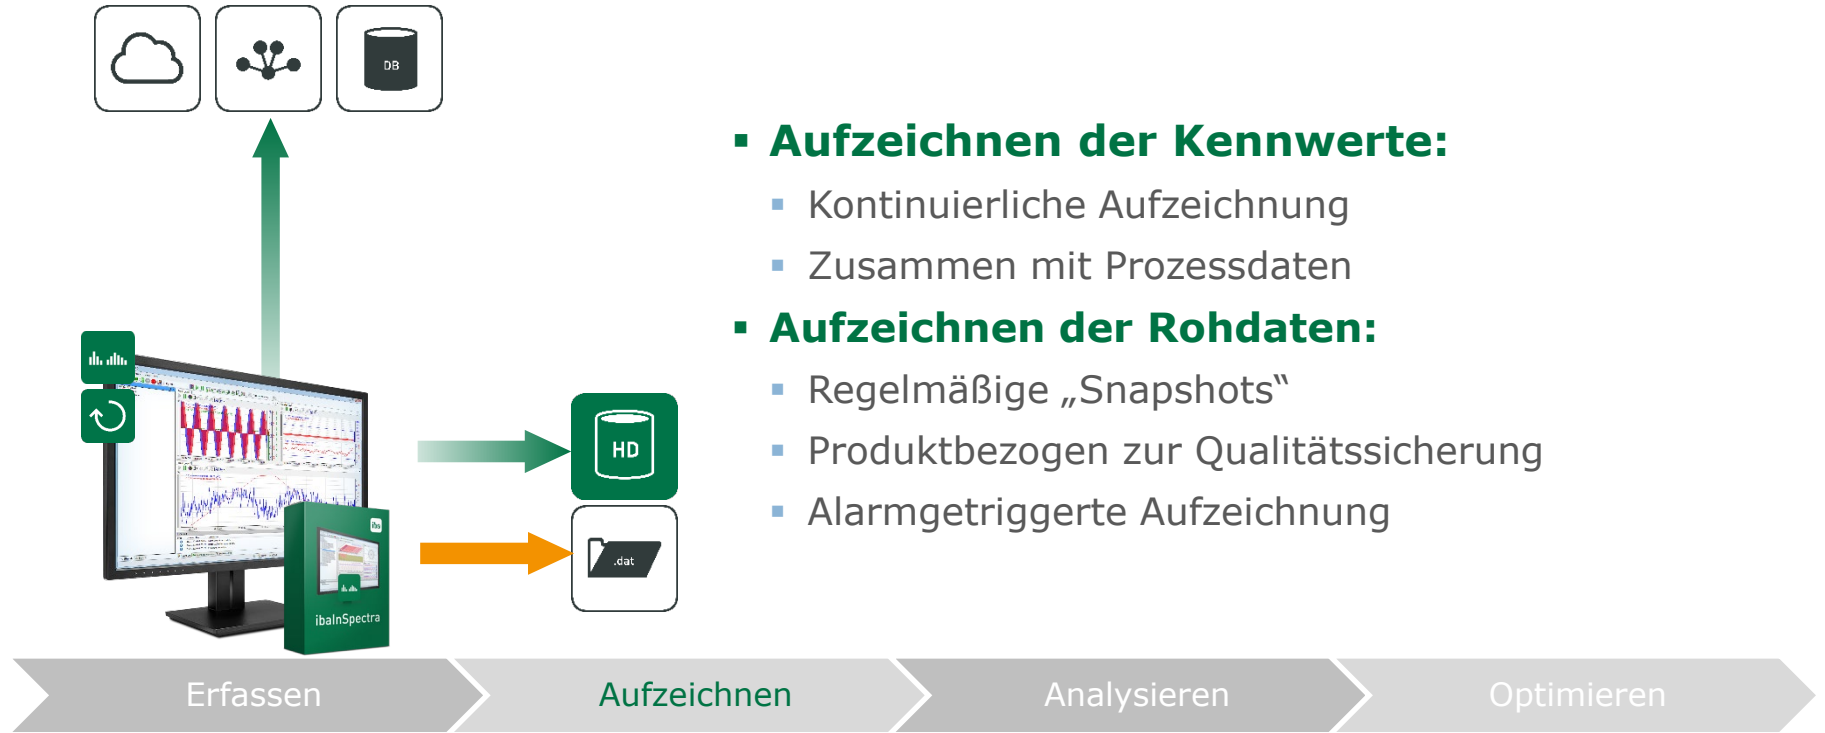 DB
▪ Aufzeichnen der Kennwerte:
▪ Kontinuierliche Aufzeichnung
▪ Zusammen mit Prozessdaten
▪ Aufzeichnen der Rohdaten:
▪ Regelmäßige „Snapshots“
▪ Produktbezogen zur Qualitätssicherung
▪ Alarmgetriggerte Aufzeichnung
HD
.dat
iba
ibaInSpectra
Erfassen
Aufzeichnen
Analysieren
Optimieren